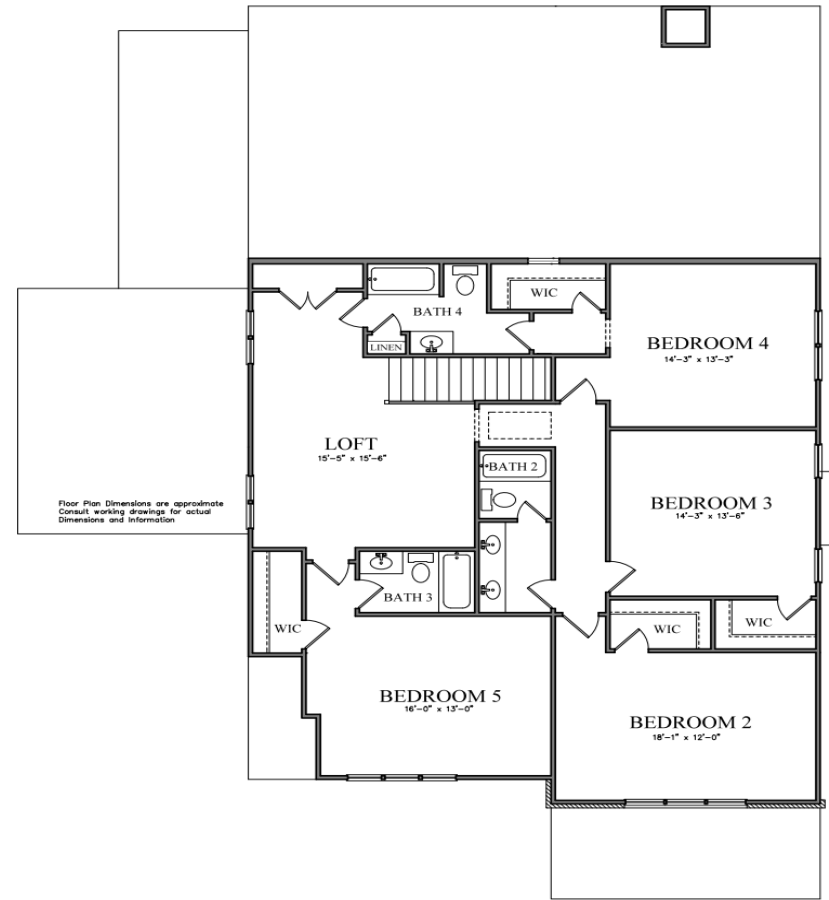 WIC
BATH 4
LINEN
BEDROOM 4
14'-3" x 13'-3"
LOFT
15'-5" x 15'-6"
BATH 2
BEDROOM 3
14'-3" x 13'-6"
Floor Plan Dimensions are approximate
Consult working drawings for actual
Dimensions and Information
BATH 3
WIC
WIC
WIC
BEDROOM 5
16'-0" x 13'-0"
BEDROOM 2
18'-1" x 12'-0"